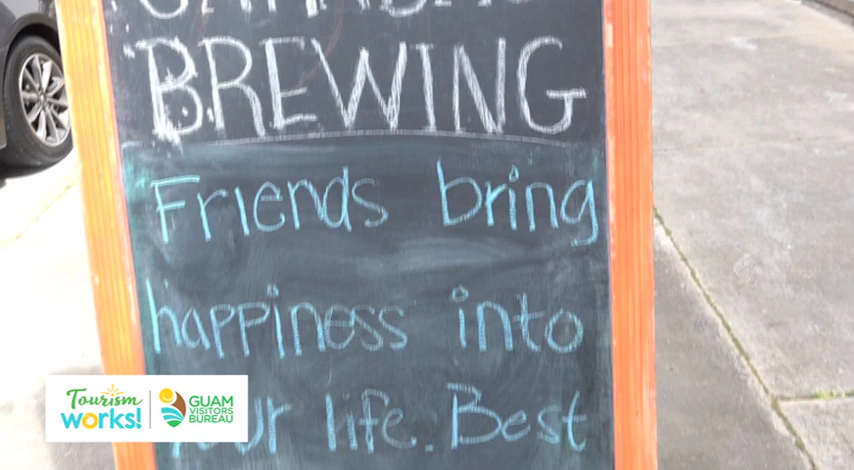 BREWING
Friends bring
happiness into
life. Best
Tourism
works!
GUAM
VISITORS
BUREAU